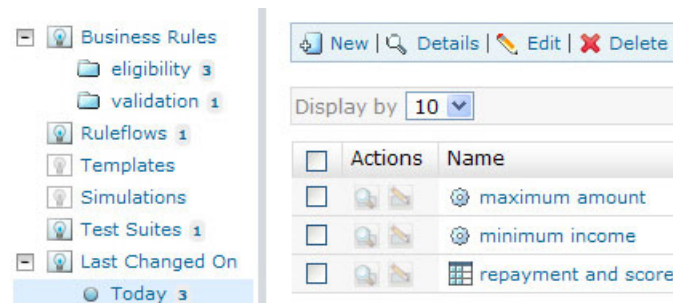 Business Rules
eligibility 3
validation 1
Ruleflows 1
Templates
Simulations
Test Suites 1
Last Changed On
Today 3
New | Details | Edit | Delete
Display by 10
Actions Name
maximum amount
minimum income
repayment and score